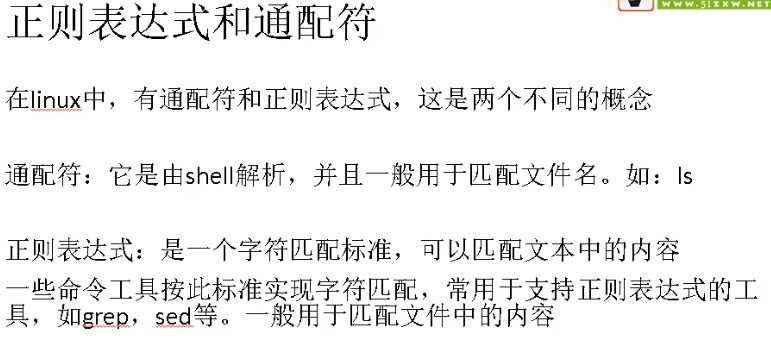 正则表达式和通配符
WWW.51ZXW.NET
在linux中，有通配符和正则表达式，这是两个不同的概念
通配符：它是由shell解析，并且一般用于匹配文件名。如：ls
正则表达式：是一个字符匹配标准，可以匹配文本中的内容
一些命令工具按此标准实现字符匹配，常用于支持正则表达式的工
具，如grep，sed等。一般用于匹配文件中的内容